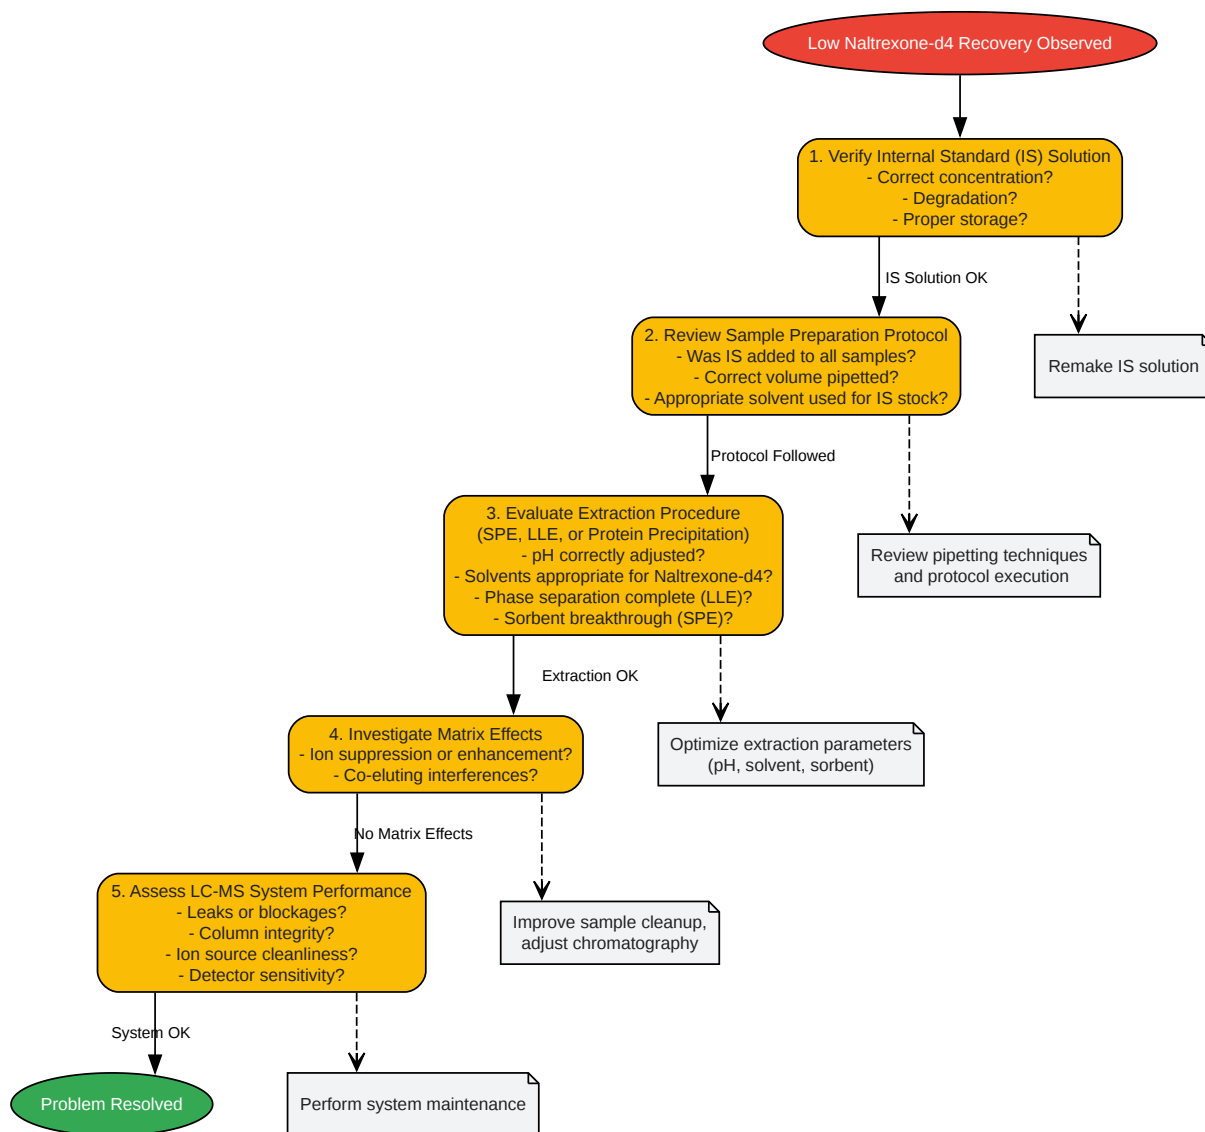 Low Naltrexone-d4 Recovery Observed
1. Verify Internal Standard (IS) Solution
- Correct concentration?
- Degradation?
- Proper storage?
IS Solution OK
2. Review Sample Preparation Protocol
- Was IS added to all samples?
- Correct volume pipetted?
- Appropriate solvent used for IS stock?
Remake IS solution
Protocol Followed
3. Evaluate Extraction Procedure
(SPE, LLE, or Protein Precipitation)
- pH correctly adjusted?
- Solvents appropriate for Naltrexone-d4?
- Phase separation complete (LLE)?
- Sorbent breakthrough (SPE)?
Review pipetting techniques
and protocol execution
Extraction OK
4. Investigate Matrix Effects
- Ion suppression or enhancement?
- Co-eluting interferences?
Optimize extraction parameters
(pH, solvent, sorbent)
No Matrix Effects
5. Assess LC-MS System Performance
- Leaks or blockages?
- Column integrity?
- Ion source cleanliness?
- Detector sensitivity?
Improve sample cleanup,
adjust chromatography
System OK
Problem Resolved
Perform system maintenance